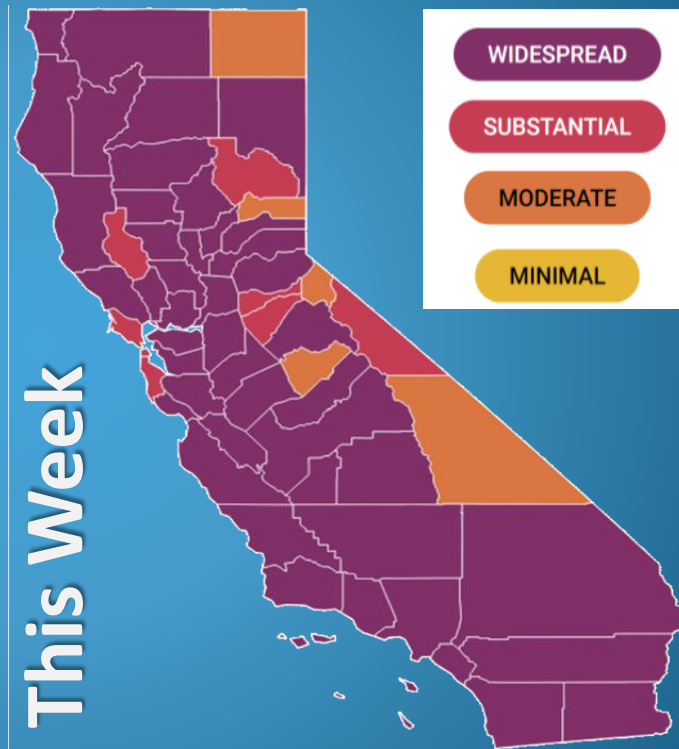 WIDESPREAD
SUBSTANTIAL
MODERATE
MINIMAL
This Week